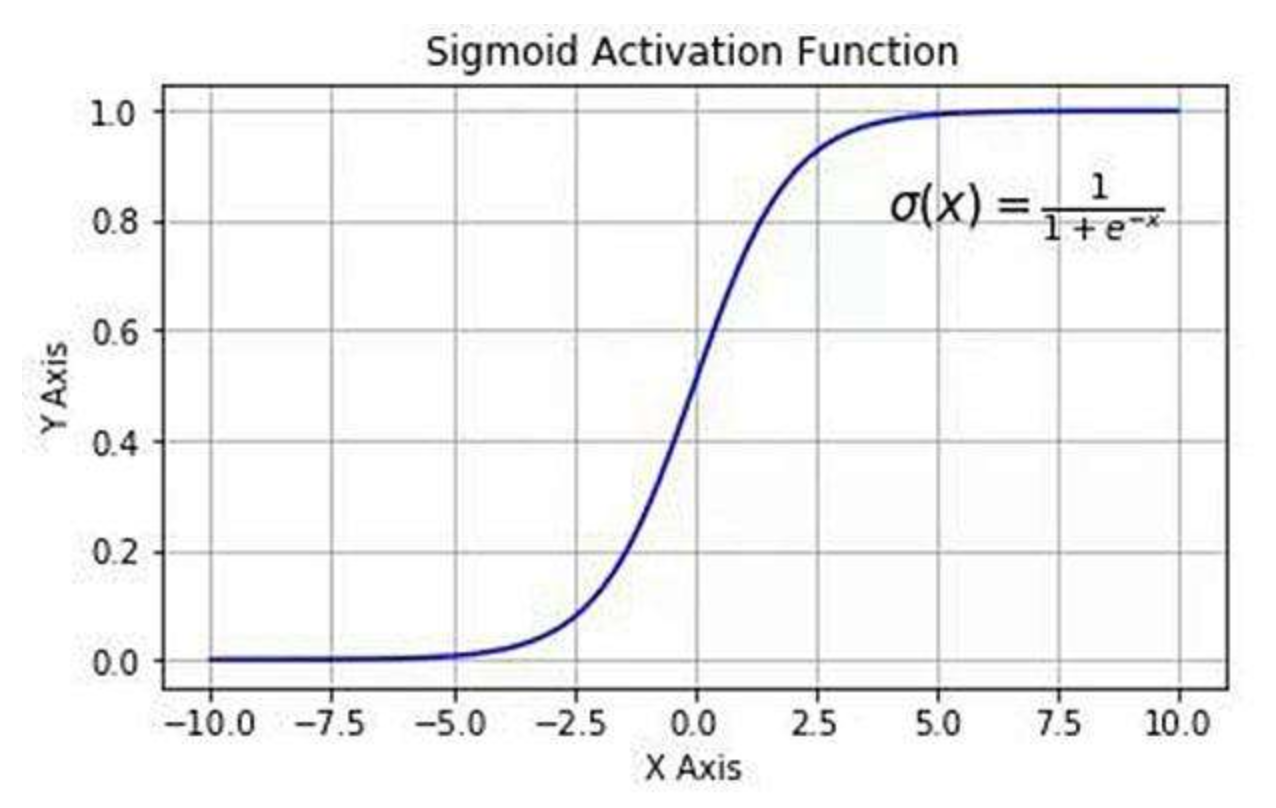 Sigmoid Activation Function
1.0
0.8
0.6
0.4
0.2
0.0
Y Axis
σ(x) = 1/(1 + e^{−x})
−10.0 −7.5 −5.0 −2.5 0.0 2.5 5.0 7.5 10.0
X Axis